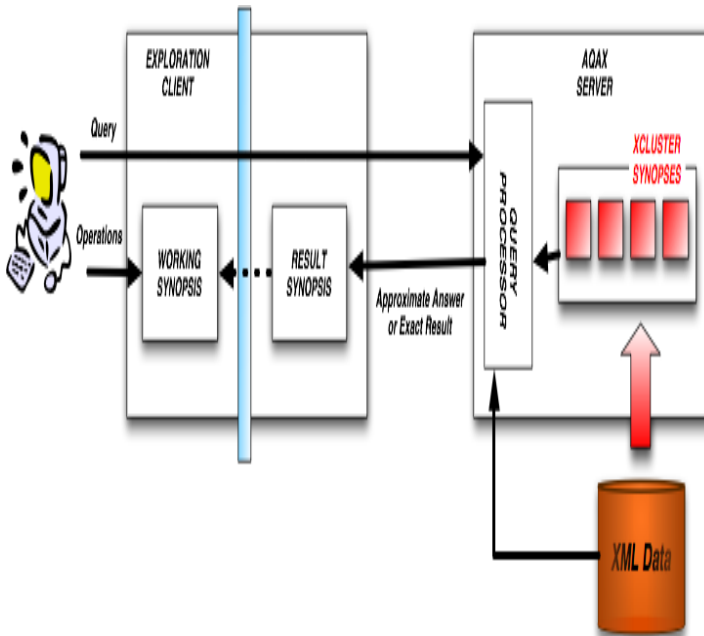 EXPLORATION
CLIENT
AQAX
SERVER
Query
XCLUSTER
SYNOPSES
QUERY
PROCESSOR
Operations
WORKING
SYNOPSIS
RESULT
SYNOPSIS
Approximate Answer
or Exact Result
XML Data